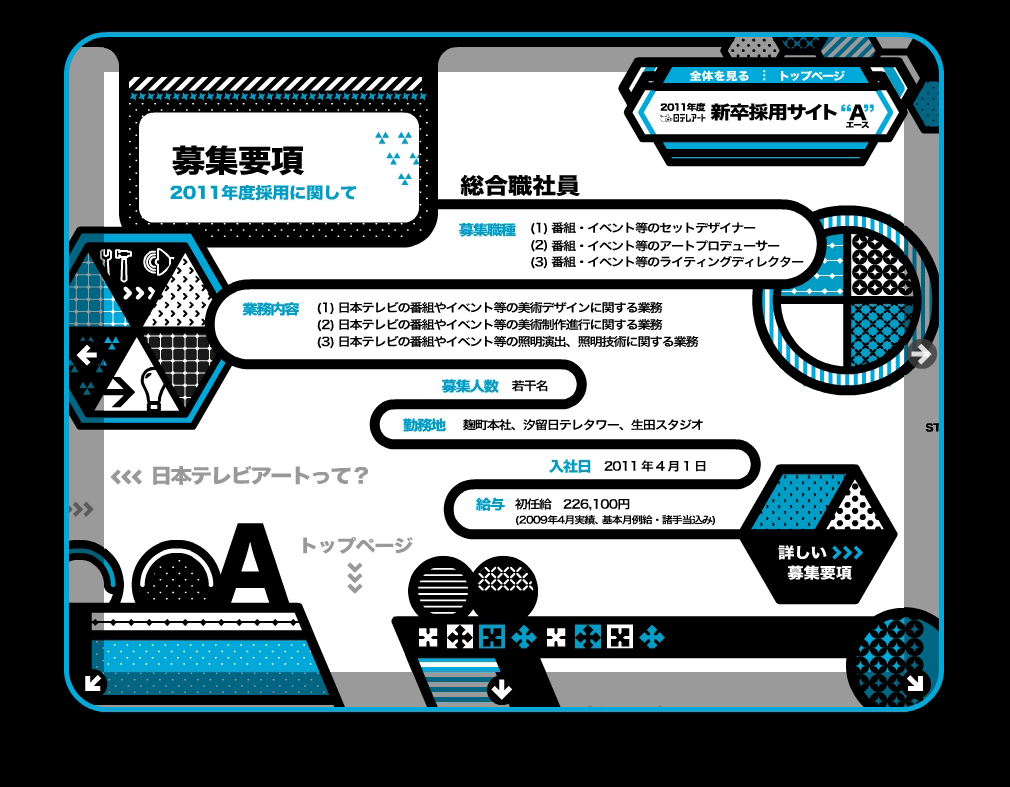 全体を見る ⋮ トップページ
2011年度
日テレアート
新卒採用サイト “A”
エース
募集要項
2011年度採用に関して
総合職社員
募集職種 (1) 番組・イベント等のセットデザイナー
(2) 番組・イベント等のアートプロデューサー
(3) 番組・イベント等のライティングディレクター
業務内容 (1) 日本テレビの番組やイベント等の美術デザインに関する業務
(2) 日本テレビの番組やイベント等の美術制作進行に関する業務
(3) 日本テレビの番組やイベント等の照明演出、照明技術に関する業務
募集人数 若干名
勤務地 麹町本社、汐留日テレタワー、生田スタジオ
入社日 2011年4月1日
給与 初任給 226,100円
(2009年4月実績、基本月例給・諸手当込み)
詳しい
募集要項
日本テレビアートって？
トップページ
A
ST